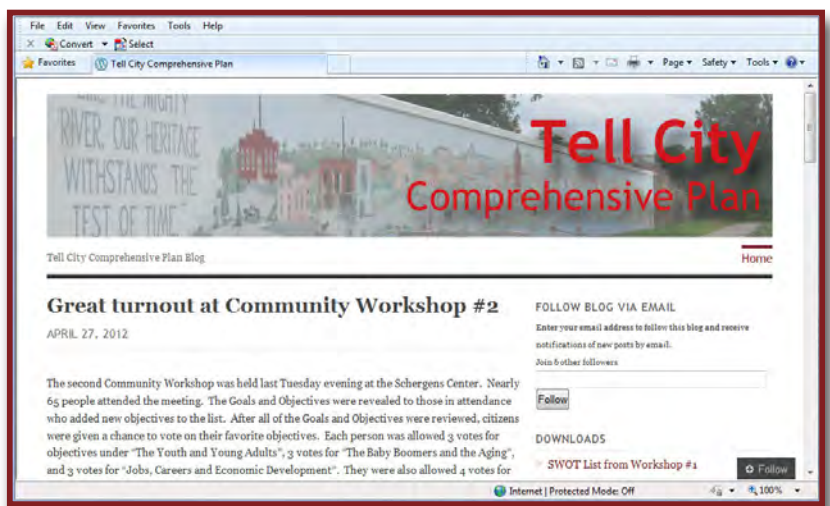 File Edit View Favorites Tools Help
X Convert Select
Favorites Tell City Comprehensive Plan Page Safety Tools
RIVER. OUR HERITAGE
WITHSTANDS THE
TEST OF TIME.
Tell City
Comprehensive Plan
Tell City Comprehensive Plan Blog
Home
Great turnout at Community Workshop #2
APRIL 27, 2012
The second Community Workshop was held last Tuesday evening at the Schergens Center. Nearly
65 people attended the meeting. The Goals and Objectives were revealed to those in attendance
who added new objectives to the list. After all of the Goals and Objectives were reviewed, citizens
were given a chance to vote on their favorite objectives. Each person was allowed 3 votes for
objectives under "The Youth and Young Adults", 3 votes for "The Baby Boomers and the Aging",
and 3 votes for "Jobs, Careers and Economic Development". They were also allowed 4 votes for
FOLLOW BLOG VIA EMAIL
Enter your email address to follow this blog and receive
notifications of new posts by email.
Join 6 other followers
Follow
DOWNLOADS
SWOT List from Workshop #1
Follow
Internet | Protected Mode: Off 100%